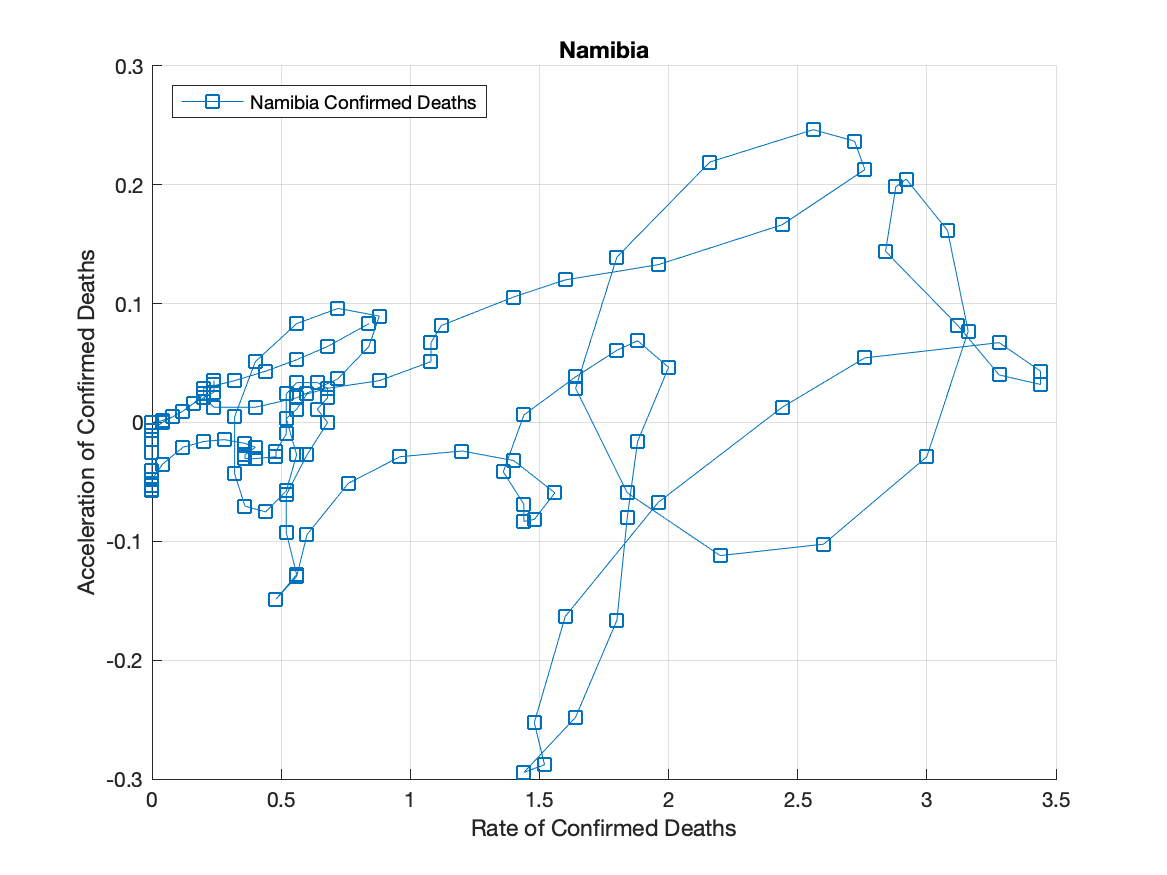 Namibia
0.3
Namibia Confirmed Deaths
0.2
0.1
0
-0.1
-0.2
-0.3
Acceleration of Confirmed Deaths
0 0.5 1 1.5 2 2.5 3 3.5
Rate of Confirmed Deaths